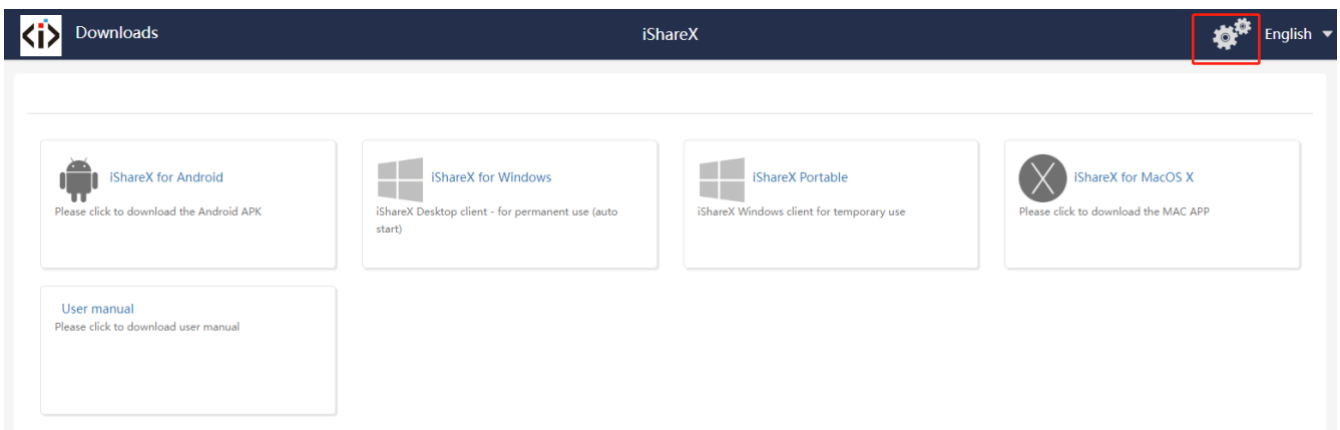 <i>
Downloads
iShareX
English
iShareX for Android
Please click to download the Android APK
iShareX for Windows
iShareX Desktop client - for permanent use (auto
start)
iShareX Portable
iShareX Windows client for temporary use
X
iShareX for MacOS X
Please click to download the MAC APP
User manual
Please click to download user manual